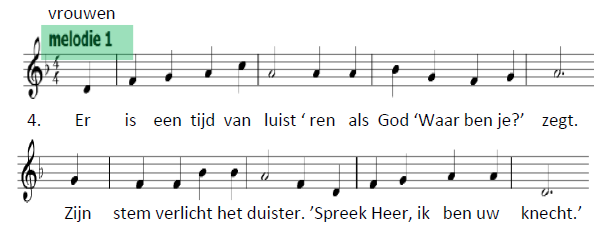 vrouwen
melodie 1
4. Er is een tijd van luist ‘ ren als God ‘Waar ben je?’ zegt.
Zijn stem verlicht het duister. ’Spreek Heer, ik ben uw knecht.’